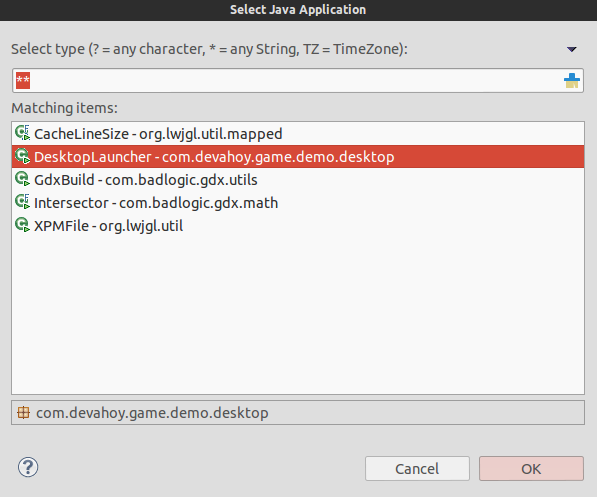 Select Java Application
Select type (? = any character, * = any String, TZ = TimeZone):
**
Matching items:
CacheLineSize - org.lwjgl.util.mapped
DesktopLauncher - com.devahoy.game.demo.desktop
GdxBuild - com.badlogic.gdx.utils
Intersector - com.badlogic.gdx.math
XPMFile - org.lwjgl.util
com.devahoy.game.demo.desktop
? Cancel OK